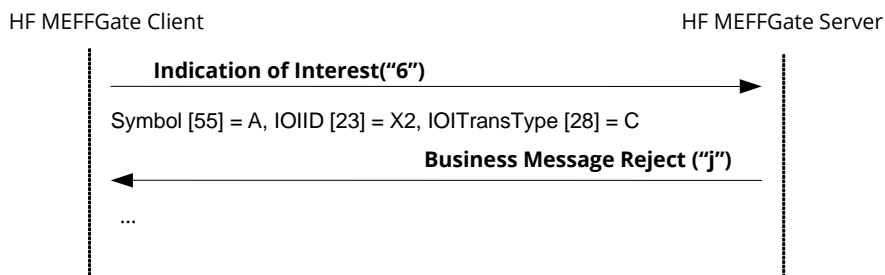 HF MEFFGate Client HF MEFFGate Server
Indication of Interest(“6”)
Symbol [55] = A, IOIID [23] = X2, IOITransType [28] = C
Business Message Reject (“j”)
...